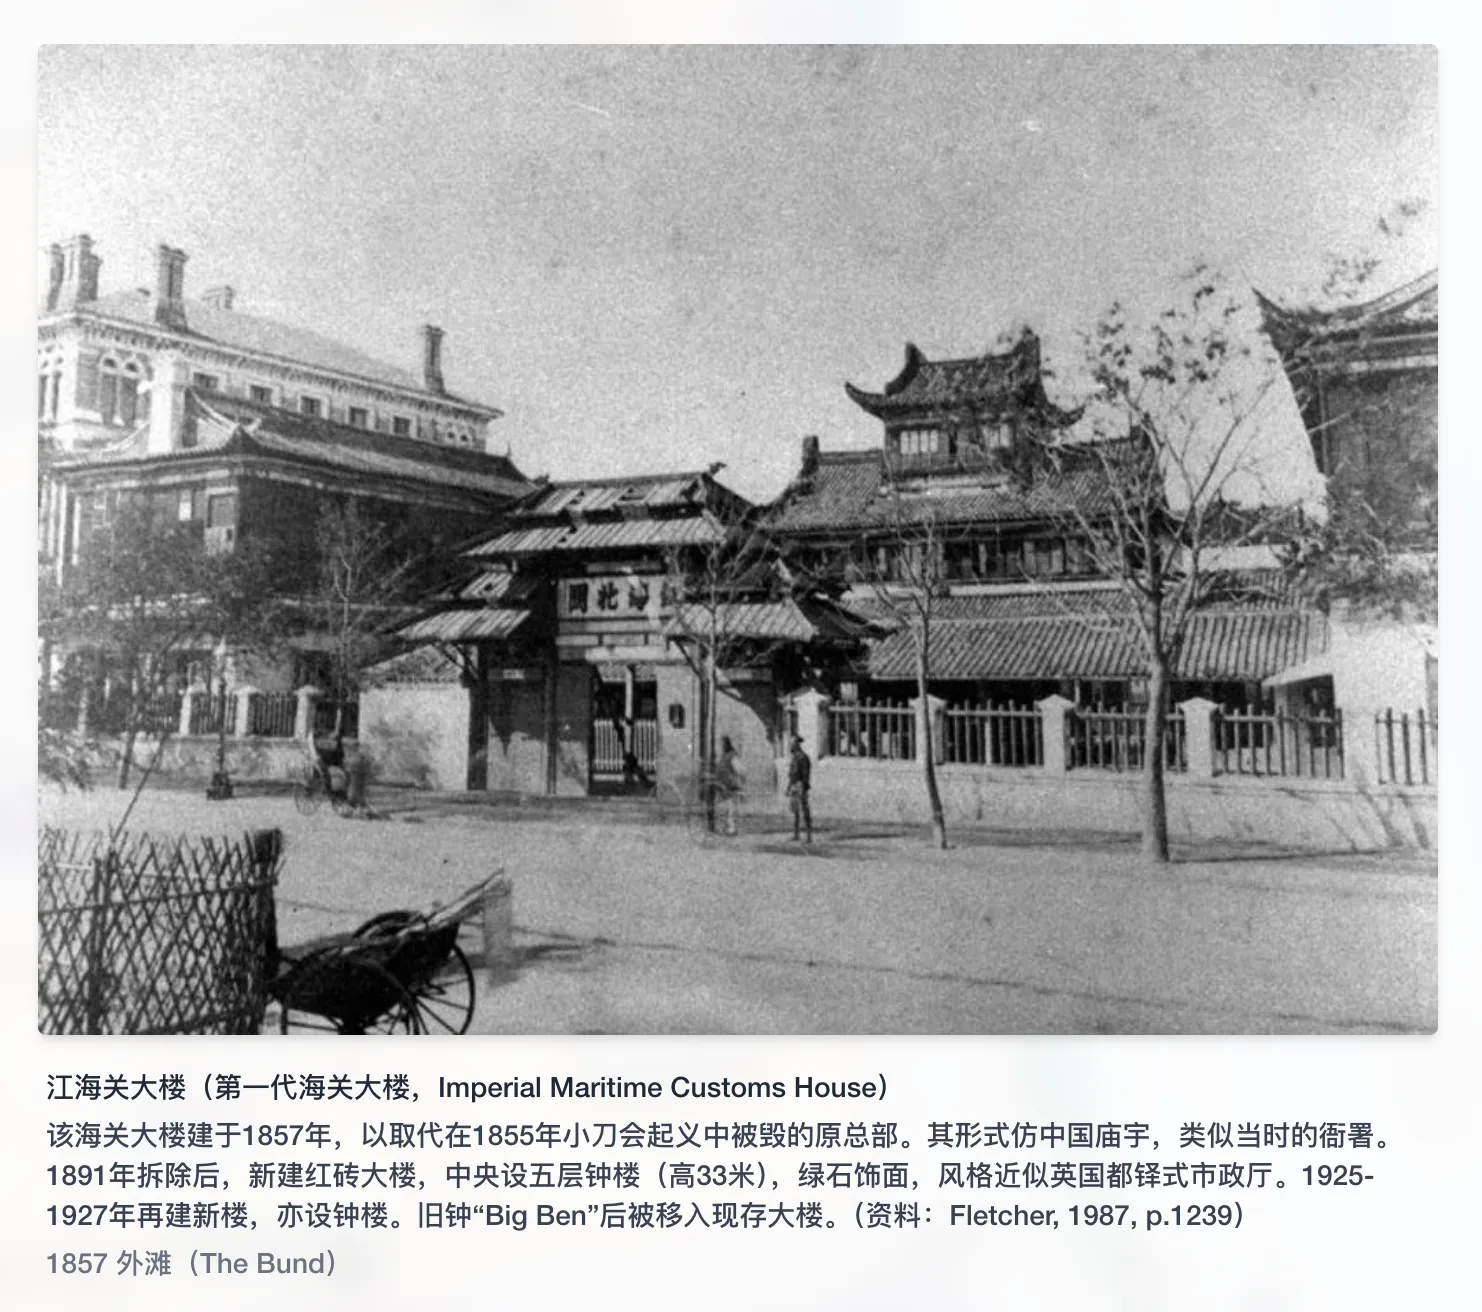 關北海江
江海关大楼（第一代海关大楼，Imperial Maritime Customs House）
该海关大楼建于1857年，以取代在1855年小刀会起义中被毁的原总部。其形式仿中国庙宇，类似当时的衙署。
1891年拆除后，新建红砖大楼，中央设五层钟楼（高33米），绿石饰面，风格近似英国都铎式市政厅。1925-
1927年再建新楼，亦设钟楼。旧钟“Big Ben”后被移入现存大楼。（资料：Fletcher, 1987, p.1239）
1857 外滩（The Bund）